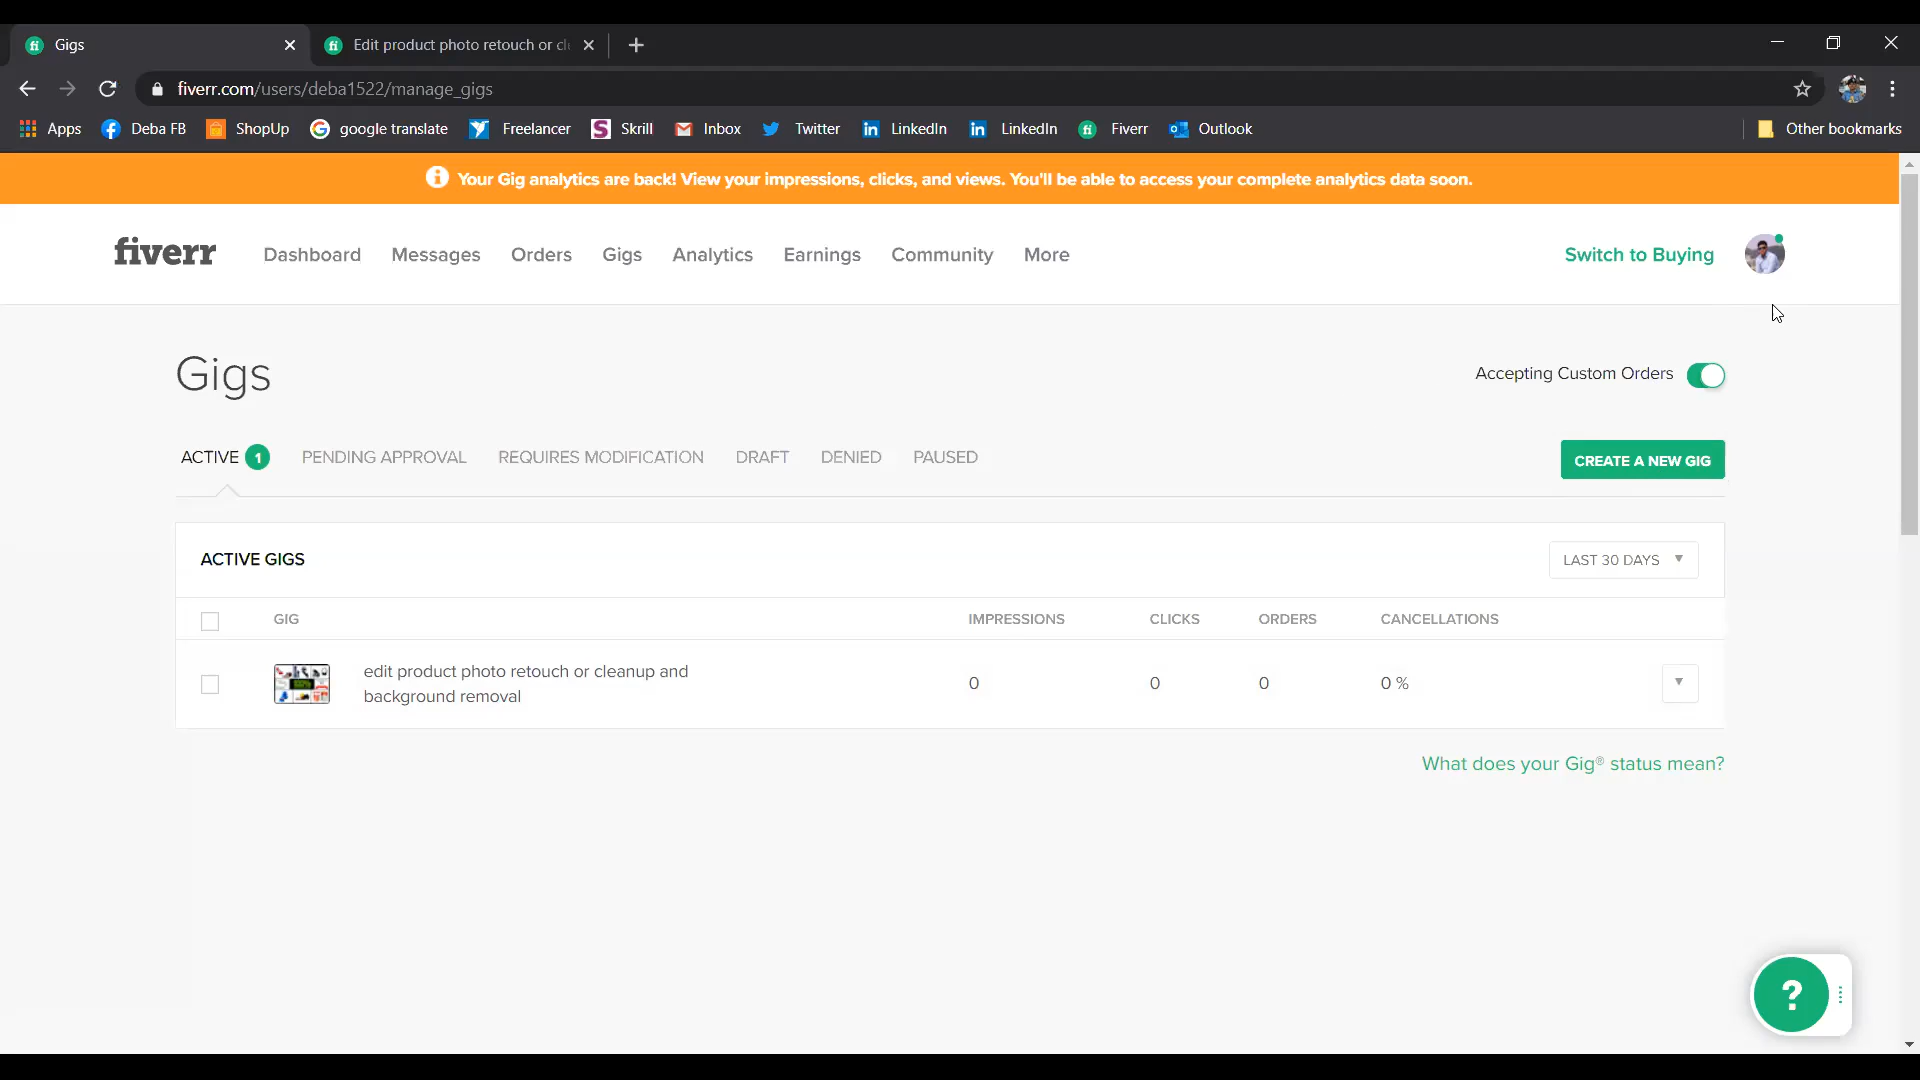 Gigs
Edit product photo retouch or cl
fiverr.com/users/deba1522/manage_gigs
Apps Deba FB ShopUp google translate Freelancer Skrill Inbox Twitter LinkedIn LinkedIn Fiverr Outlook Other bookmarks
Your Gig analytics are back! View your impressions, clicks, and views. You'll be able to access your complete analytics data soon.
fiverr Dashboard Messages Orders Gigs Analytics Earnings Community More Switch to Buying
Gigs
Accepting Custom Orders
ACTIVE 1 PENDING APPROVAL REQUIRES MODIFICATION DRAFT DENIED PAUSED
CREATE A NEW GIG
ACTIVE GIGS
LAST 30 DAYS
GIG IMPRESSIONS CLICKS ORDERS CANCELLATIONS
edit product photo retouch or cleanup and
background removal
0 0 0 0 %
What does your Gig® status mean?
?